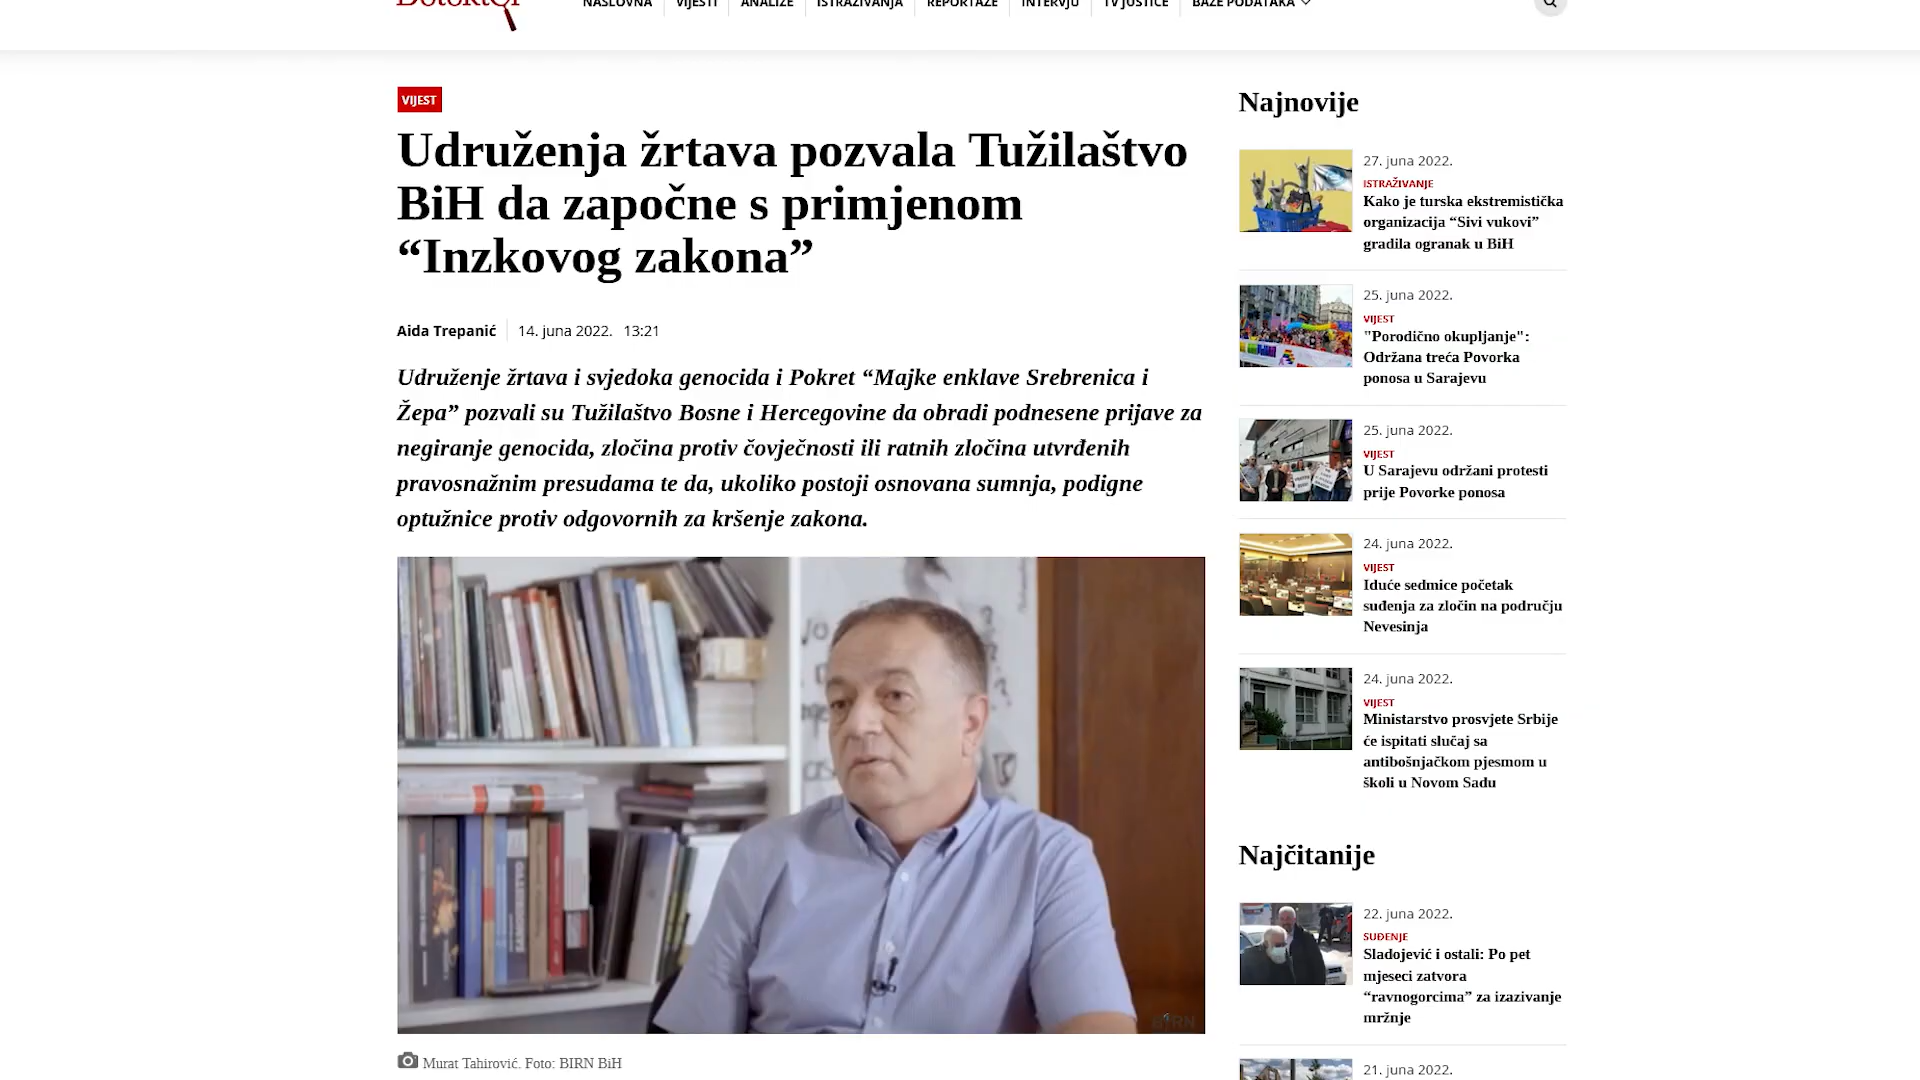 Detektor
NASLOVNA
VIJESTI
ANALIZE
ISTRAŽIVANJA
REPORTAŽE
INTERVJU
TV JUSTICE
BAZE PODATAKA
VIJEST
Udruženja žrtava pozvala Tužilaštvo
BiH da započne s primjenom
“Inzkovog zakona”
Aida Trepanić
14. juna 2022. 13:21
Udruženje žrtava i svjedoka genocida i Pokret “Majke enklave Srebrenica i
Žepa” pozvali su Tužilaštvo Bosne i Hercegovine da obradi podnesene prijave za
negiranje genocida, zločina protiv čovječnosti ili ratnih zločina utvrđenih
pravosnažnim presudama te da, ukoliko postoji osnovana sumnja, podigne
optužnice protiv odgovornih za kršenje zakona.
BIRN
Murat Tahirović. Foto: BIRN BiH
Najnovije
27. juna 2022.
ISTRAŽIVANJE
Kako je turska ekstremistička
organizacija “Sivi vukovi”
gradila ogranak u BiH
25. juna 2022.
VIJEST
"Porodično okupljanje":
Održana treća Povorka
ponosa u Sarajevu
25. juna 2022.
VIJEST
U Sarajevu održani protesti
prije Povorke ponosa
24. juna 2022.
VIJEST
Iduće sedmice početak
suđenja za zločin na području
Nevesinja
24. juna 2022.
VIJEST
Ministarstvo prosvjete Srbije
će ispitati slučaj sa
antibošnjačkom pjesmom u
školi u Novom Sadu
Najčitanije
22. juna 2022.
SUĐENJE
Sladojević i ostali: Po pet
mjeseci zatvora
“ravnogorcima” za izazivanje
mržnje
21. juna 2022.